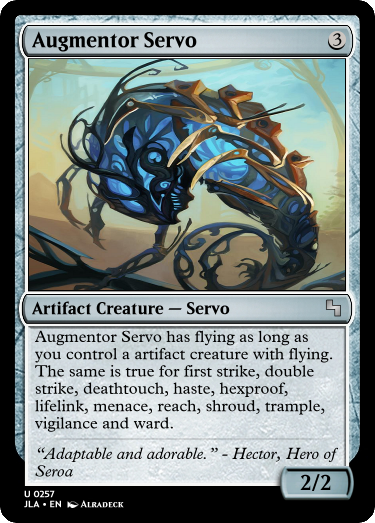 Augmentor Servo 3
Artifact Creature — Servo
Augmentor Servo has flying as long as
you control a artifact creature with flying.
The same is true for first strike, double
strike, deathtouch, haste, hexproof,
lifelink, menace, reach, shroud, trample,
vigilance and ward.
“Adaptable and adorable.” - Hector, Hero of
Seroa
2/2
U 0257
JLA • EN Alradeck